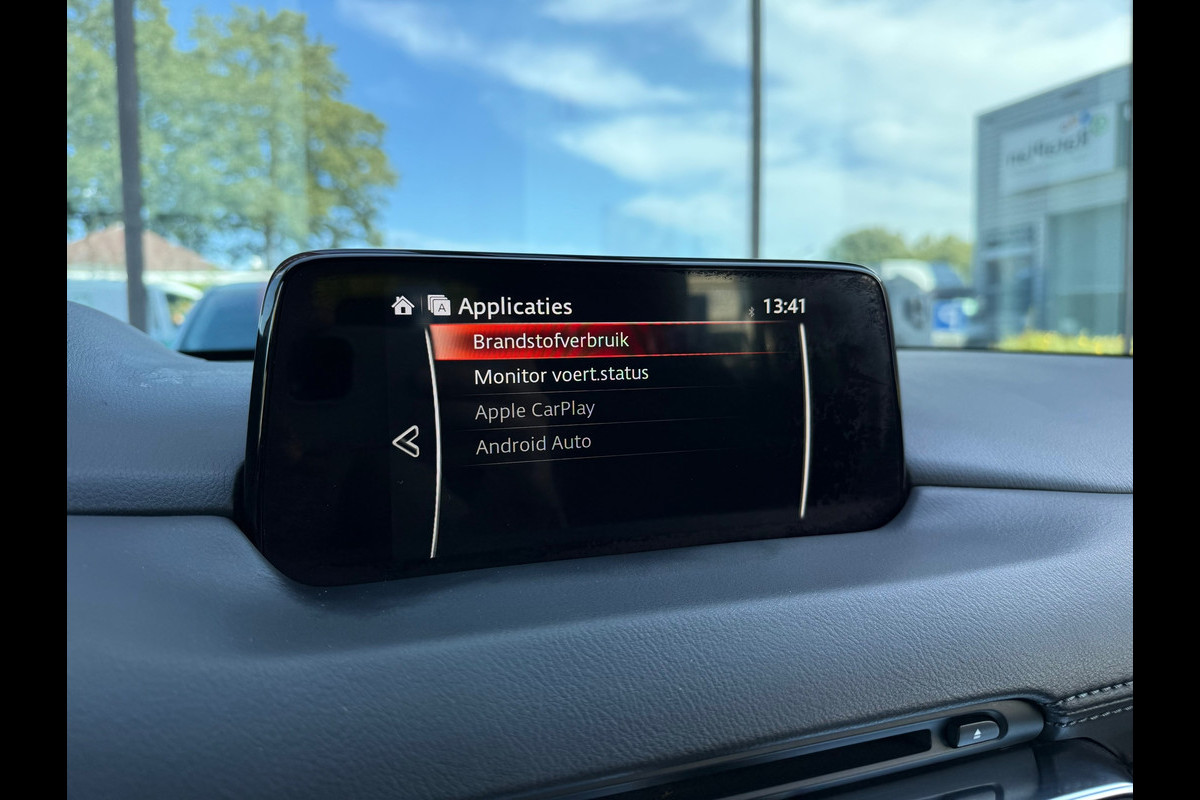 Applicaties
13:41
Brandstofverbruik
Monitor voert.status
Apple CarPlay
Android Auto